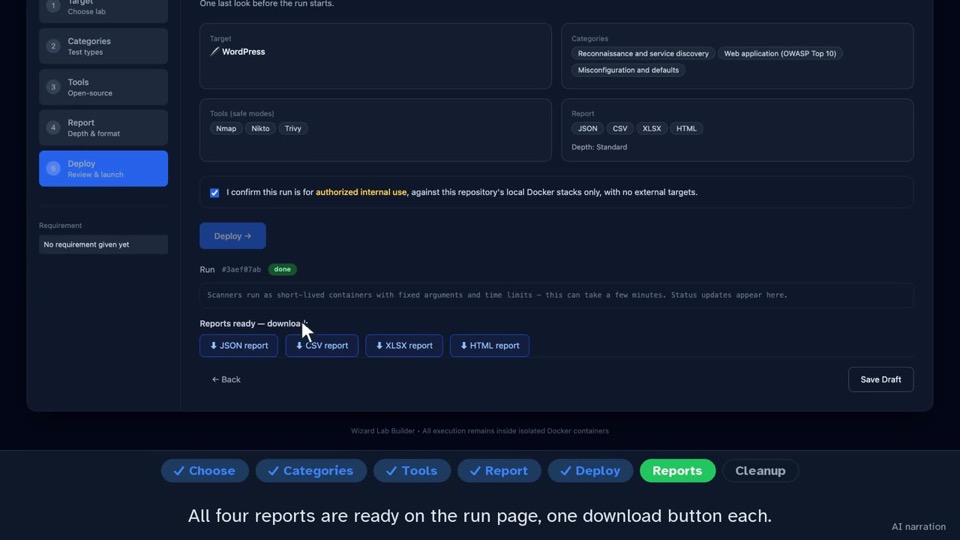 One last look before the run starts.
1 Target
Choose lab
2 Categories
Test types
3 Tools
Open-source
4 Report
Depth & format
5 Deploy
Review & launch
Requirement
No requirement given yet
Target
WordPress
Categories
Reconnaissance and service discovery Web application (OWASP Top 10)
Misconfiguration and defaults
Tools (safe modes)
Nmap Nikto Trivy
Report
JSON CSV XLSX HTML
Depth: Standard
I confirm this run is for authorized internal use, against this repository's local Docker stacks only, with no external targets.
Deploy →
Run #3aef07ab done
Scanners run as short-lived containers with fixed arguments and time limits — this can take a few minutes. Status updates appear here.
Reports ready — download
JSON report CSV report XLSX report HTML report
← Back
Save Draft
Wizard Lab Builder • All execution remains inside isolated Docker containers
✓ Choose ✓ Categories ✓ Tools ✓ Report ✓ Deploy Reports Cleanup
All four reports are ready on the run page, one download button each.
AI narration